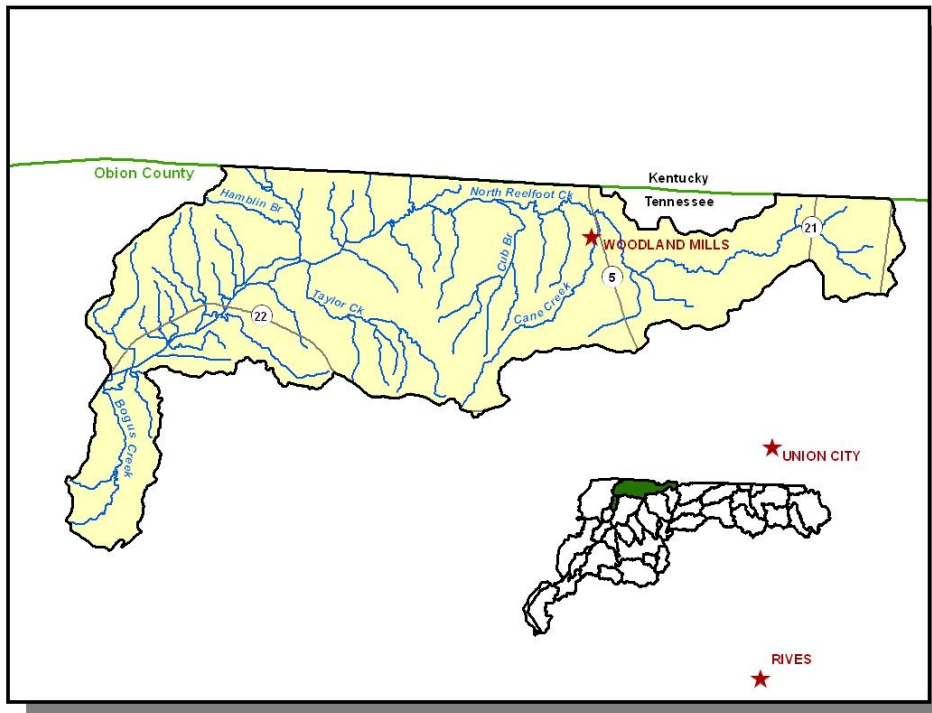 Obion County
Kentucky
Tennessee
Hamblin Br
North Reelfoot Ck
21
WOODLAND MILLS
Cub Br
5
Cane Creek
Taylor Ck
22
Bogus Creek
UNION CITY
RIVES